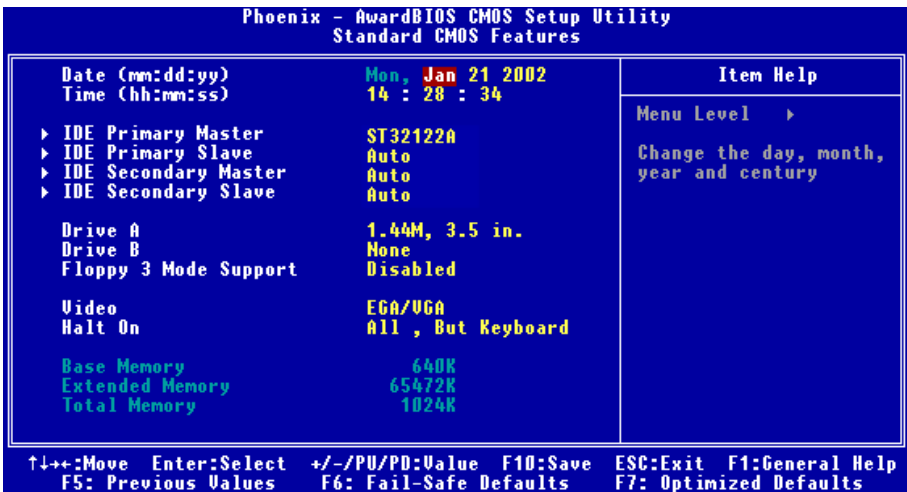 Phoenix - AwardBIOS CMOS Setup Utility
Standard CMOS Features
Date (mm:dd:yy) Mon, Jan 21 2002
Time (hh:mm:ss) 14 : 28 : 34
IDE Primary Master ST32122A
IDE Primary Slave Auto
IDE Secondary Master Auto
IDE Secondary Slave Auto
Drive A 1.44M, 3.5 in.
Drive B None
Floppy 3 Mode Support Disabled
Video EGA/VGA
Halt On All , But Keyboard
Base Memory 640K
Extended Memory 65472K
Total Memory 1024K
Item Help
Menu Level
Change the day, month,
year and century
↑↓→←:Move Enter:Select +/-/PU/PD:Value F10:Save ESC:Exit F1:General Help
F5: Previous Values F6: Fail-Safe Defaults F7: Optimized Defaults